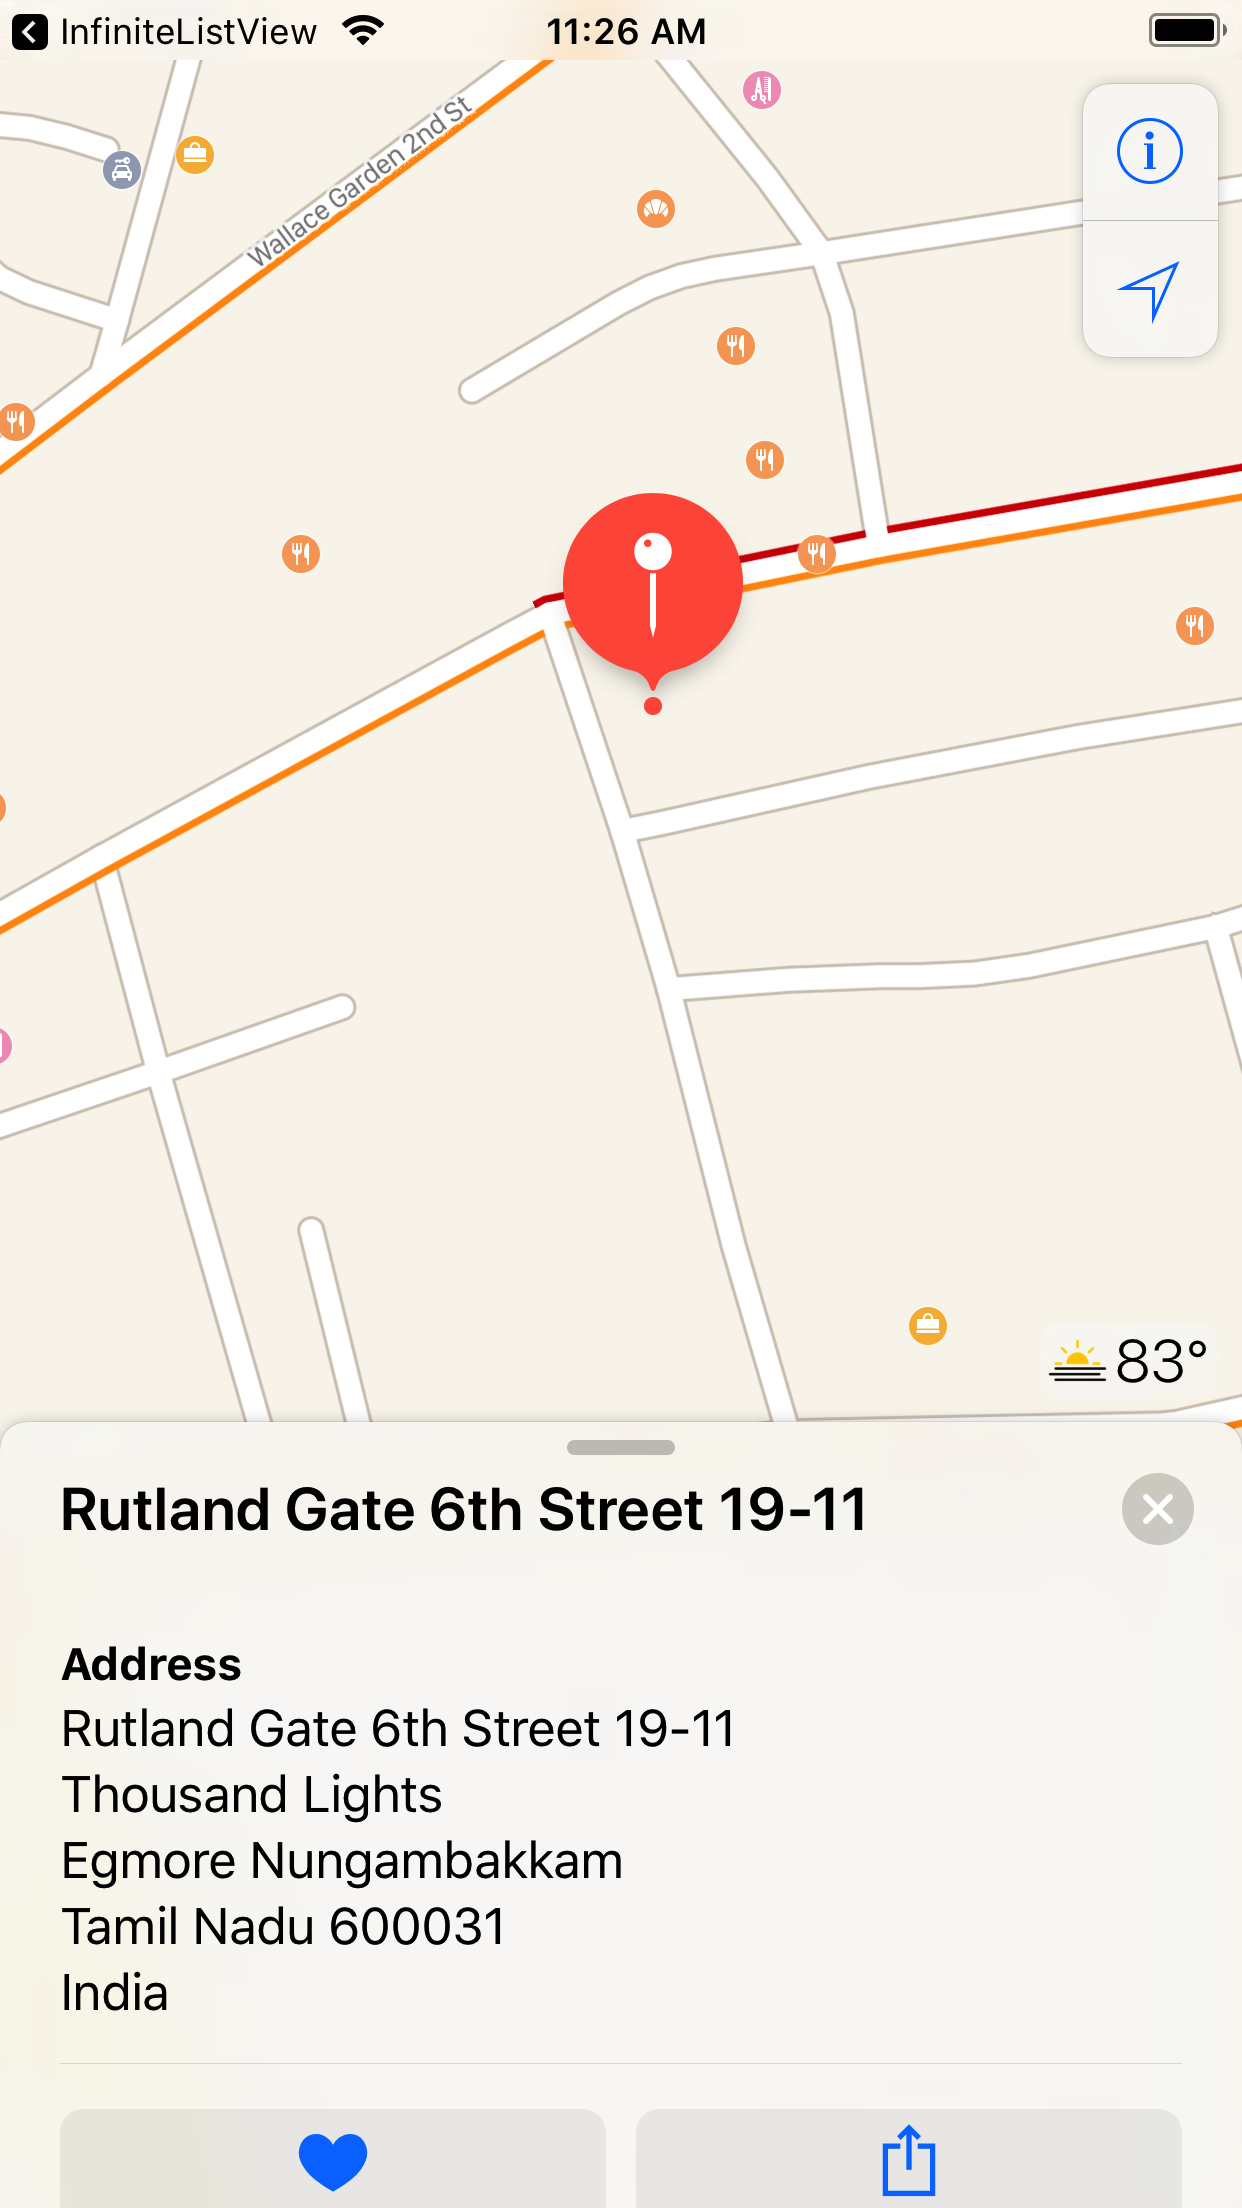 InfiniteListView
11:26 AM
Wallace Garden 2nd St
83°
Rutland Gate 6th Street 19-11
Address
Rutland Gate 6th Street 19-11
Thousand Lights
Egmore Nungambakkam
Tamil Nadu 600031
India